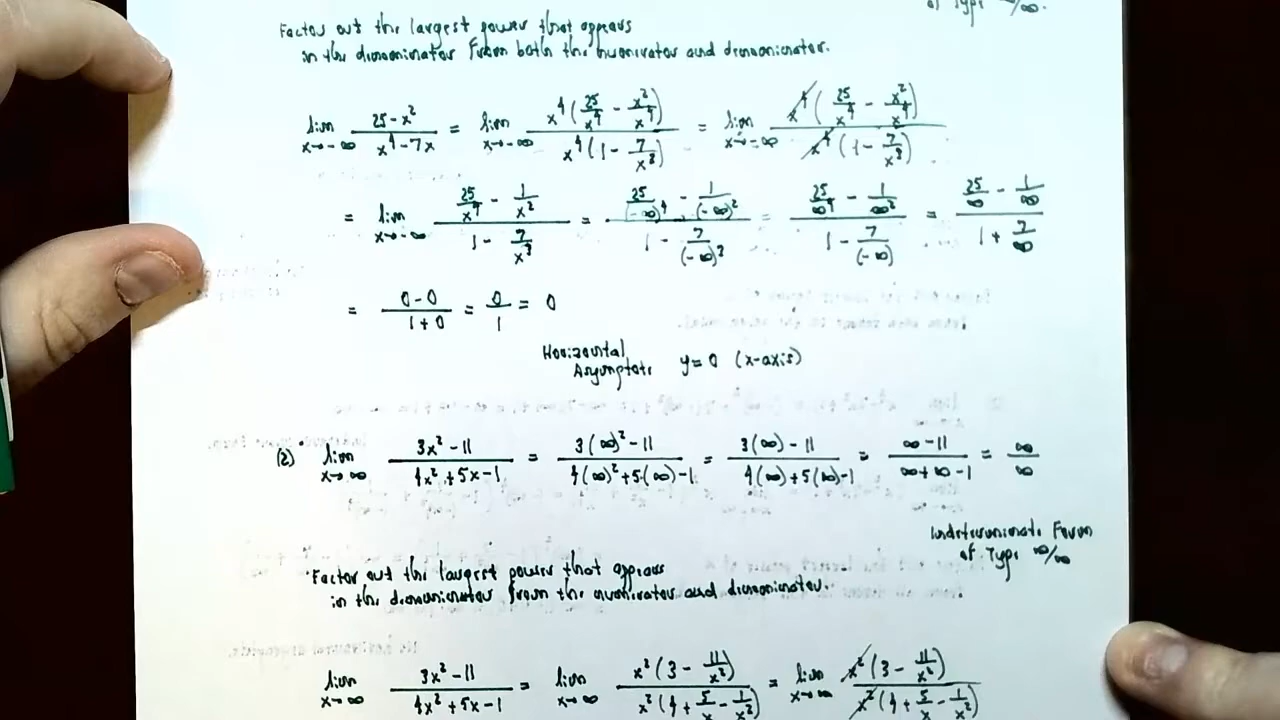 of Type ∞/∞.
Factor out the largest power that appears
in the denominator from both the numerator and denominator.
lim x→-∞ (25-x²)/(x⁴-7x) = lim x→-∞ (x⁴(25/x⁴ - x²/x⁴))/(x⁴(1 - 7/x³)) = lim x→-∞ (x⁴(25/x⁴ - x²/x⁴))/(x⁴(1 - 7/x³))
= lim x→-∞ (25/x⁴ - 1/x²)/(1 - 7/x³) = (25/(-∞)⁴ - 1/(-∞)²)/(1 - 7/(-∞)³) = (25/∞⁴ - 1/∞²)/(1 - 7/(-∞)) = (25/∞ - 1/∞)/(1 + 7/∞)
= (0-0)/(1+0) = 0/1 = 0
Horizontal
Asymptote y=0 (x-axis)
(2) lim x→∞ (3x²-11)/(4x²+5x-1) = (3(∞)²-11)/(4(∞)²+5(∞)-1) = (3(∞)-11)/(4(∞)+5(∞)-1) = (∞-11)/(∞+∞-1) = ∞/∞
Indeterminate Form
of Type ∞/∞
Factor out the largest power that appears
in the denominator from the numerator and denominator.
lim x→∞ (3x²-11)/(4x²+5x-1) = lim x→∞ (x²(3 - 11/x²))/(x²(4 + 5/x - 1/x²)) = lim x→∞ (x²(3 - 11/x²))/(x²(4 + 5/x - 1/x²))